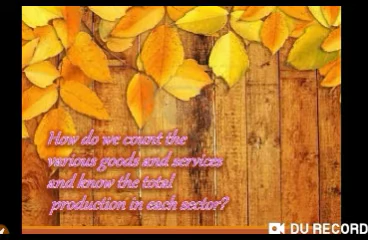 How do we count the
various goods and services
and know the total
production in each sector?
DU RECORD